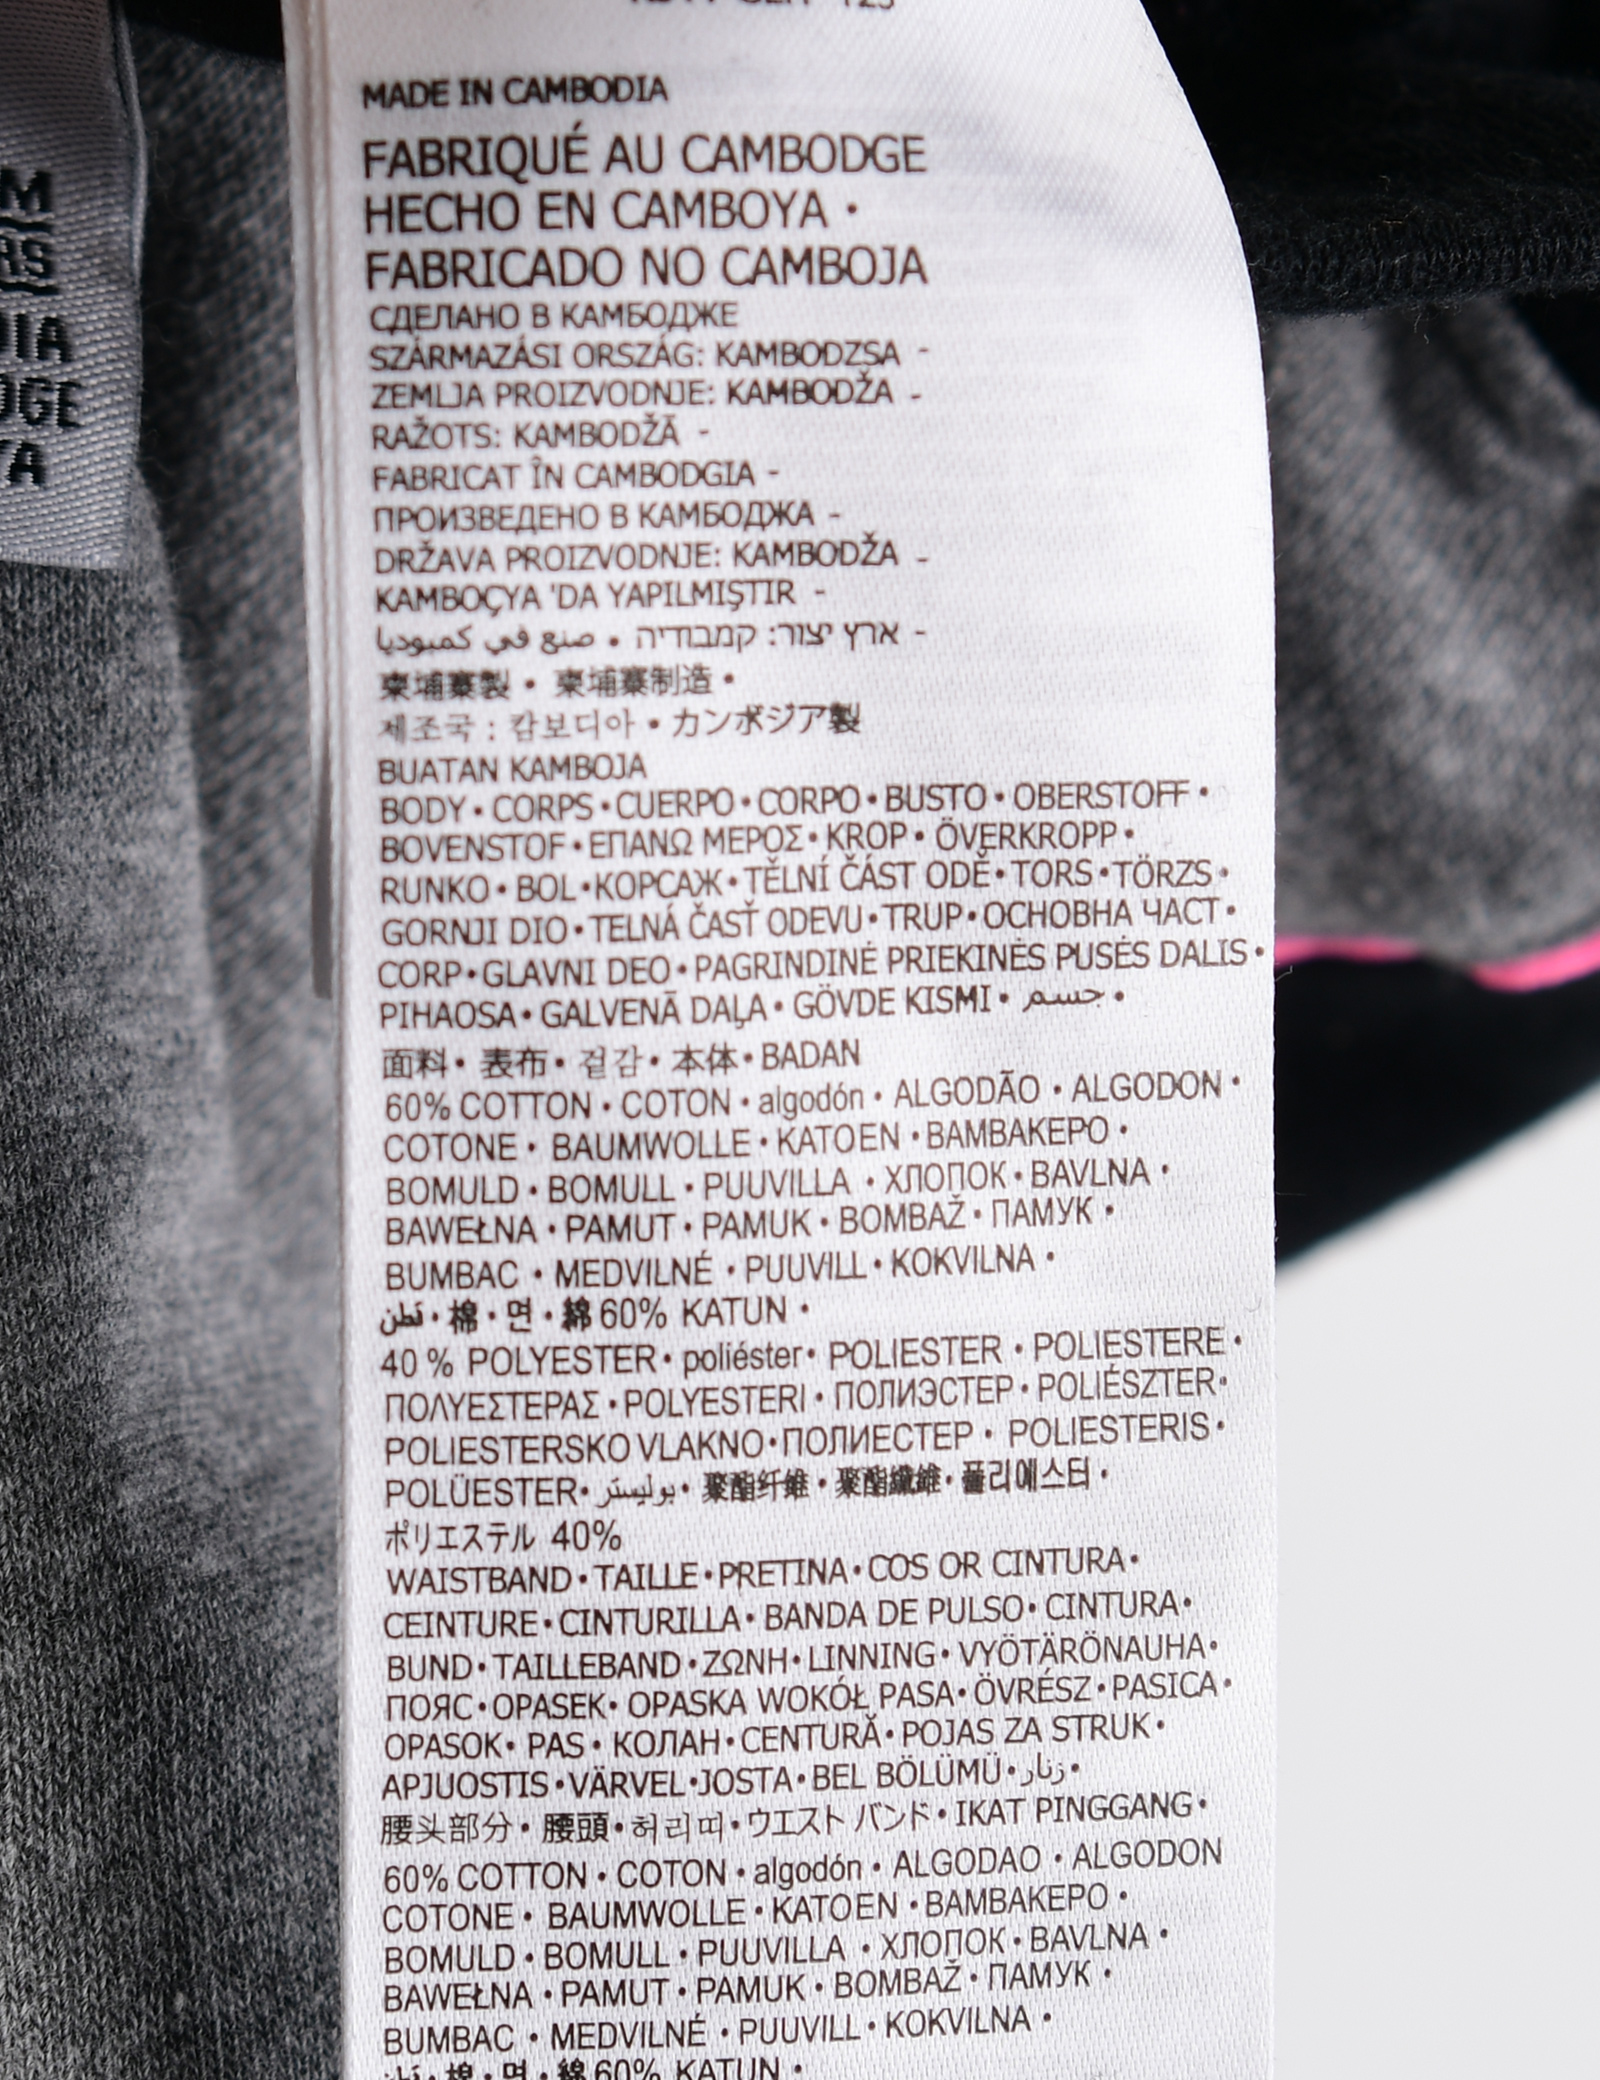 M
RS
IA
DGE
YA
MADE IN CAMBODIA
FABRIQUÉ AU CAMBODGE
HECHO EN CAMBOYA •
FABRICADO NO CAMBOJA
СДЕЛАНО В КАМБОДЖЕ
SZÁRMAZÁSI ORSZÁG: KAMBODZSA -
ZEMLJA PROIZVODNJE: KAMBODŽA -
RAŽOTS: KAMBODŽĀ -
FABRICAT ÎN CAMBODGIA -
ПРОИЗВЕДЕНО В КАМБОДЖА -
DRŽAVA PROIZVODNJE: KAMBODŽA -
KAMBOÇYA 'DA YAPILMIŞTIR -
ארץ יצור: קמבודיה • صنع في كمبوديا -
柬埔寨製 • 柬埔寨制造 •
제조국 : 캄보디아 • カンボジア製
BUATAN KAMBOJA
BODY • CORPS • CUERPO • CORPO • BUSTO • OBERSTOFF •
BOVENSTOF • ΕΠΑΝΩ ΜΕΡΟΣ • KROP • ÖVERKROPP •
RUNKO • BOL • КОРСАЖ • TĚLNÍ ČÁST ODĚ • TORS • TÖRZS •
GORNJI DIO • TELNÁ ČASŤ ODEVU • TRUP • ОСНОВНА ЧАСТ •
CORP • GLAVNI DEO • PAGRINDINĖ PRIEKINĖS PUSĖS DALIS •
PIHAOSA • GALVENĀ DAĻA • GÖVDE KISMI • جسم •
面料 • 表布 • 겉감 • 本体 • BADAN
60% COTTON • COTON • algodón • ALGODÃO • ALGODON •
COTONE • BAUMWOLLE • KATOEN • ΒΑΜΒΑΚΕΡΟ •
BOMULD • BOMULL • PUUVILLA • ХЛОПОК • BAVLNA •
BAWEŁNA • PAMUT • PAMUK • BOMBAŽ • ПАМУК •
BUMBAC • MEDVILNÉ • PUUVILL • KOKVILNA •
قطن • 棉 • 면 • 綿 60% KATUN •
40 % POLYESTER • poliéster • POLIESTER • POLIESTERE •
ΠΟΛΥΕΣΤΕΡΑΣ • POLYESTERI • ПОЛИЭСТЕР • POLIÉSZTER •
POLIESTERSKO VLAKNO • ПОЛИЕСТЕР • POLIESTERIS •
POLÜESTER • بوليستر • 聚酯纤维 • 聚酯纖維 • 폴리에스터 •
ポリエステル 40%
WAISTBAND • TAILLE • PRETINA • COS OR CINTURA •
CEINTURE • CINTURILLA • BANDA DE PULSO • CINTURA •
BUND • TAILLEBAND • ΖΩΝΗ • LINNING • VYÖTÄRÖNAUHA •
ПОЯС • OPASEK • OPASKA WOKÓŁ PASA • ÖVRÉSZ • PASICA •
OPASOK • PAS • КОЛАН • CENTURĂ • POJAS ZA STRUK •
APJUOSTIS • VÄRVEL • JOSTA • BEL BÖLÜMÜ • زنار •
腰头部分 • 腰頭 • 허리띠 • ウエスト バンド • IKAT PINGGANG •
60% COTTON • COTON • algodón • ALGODAO • ALGODON
COTONE • BAUMWOLLE • KATOEN • ΒΑΜΒΑΚΕΡΟ •
BOMULD • BOMULL • PUUVILLA • ХЛОПОК • BAVLNA •
BAWEŁNA • PAMUT • PAMUK • BOMBAŽ • ПАМУК •
BUMBAC • MEDVILNÉ • PUUVILL • KOKVILNA •
قطن • 棉 • 면 • 綿 60% KATUN •